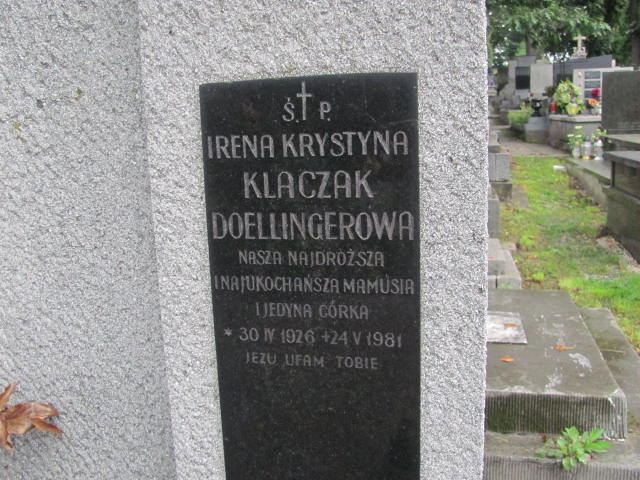 Ś. P.
IRENA KRYSTYNA
KLACZAK
DOELLINGEROWA
NASZA NAJDROŻSZA
I NAJUKOCHAŃSZA MAMUSIA
I JEDYNA CÓRKA
* 30 IV 1926 +24 V 1981
JEZU UFAM TOBIE